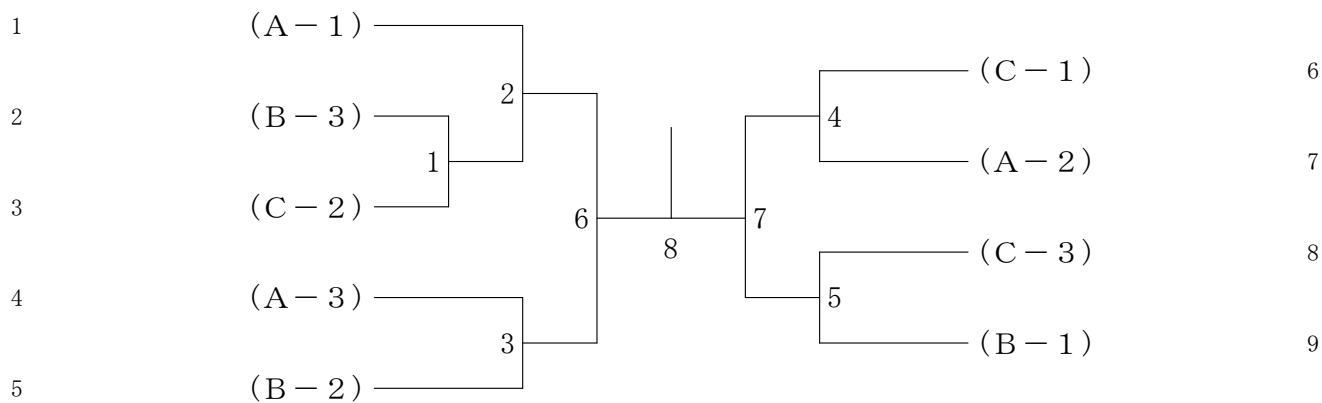 1 (A-1)
2 (B-3)
3 (C-2)
4 (A-3)
5 (B-2)
1
2
3
6
8
7
4
5
(C-1) 6
(A-2) 7
(C-3) 8
(B-1) 9